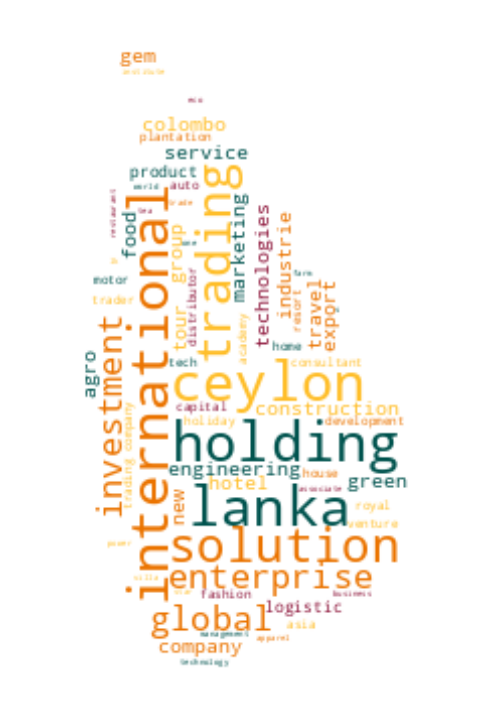 gem
institute
eco
colombo
plantation
service
product
world
auto
trading
international
restaurant
tea
trade
food
group
marketing
technologies
industrie
one
distributor
motor
farm
trader
tour
resort
travel
export
academy
home
agro
tech
consultant
investment
ceylon
trading company
capital
construction
holiday
development
holding
engineering
house
hotel
green
associate
new
lanka
royal
venture
power
solution
villa
enterprise
star
fashion
business
logistic
global
asia
management
apparel
company
technology